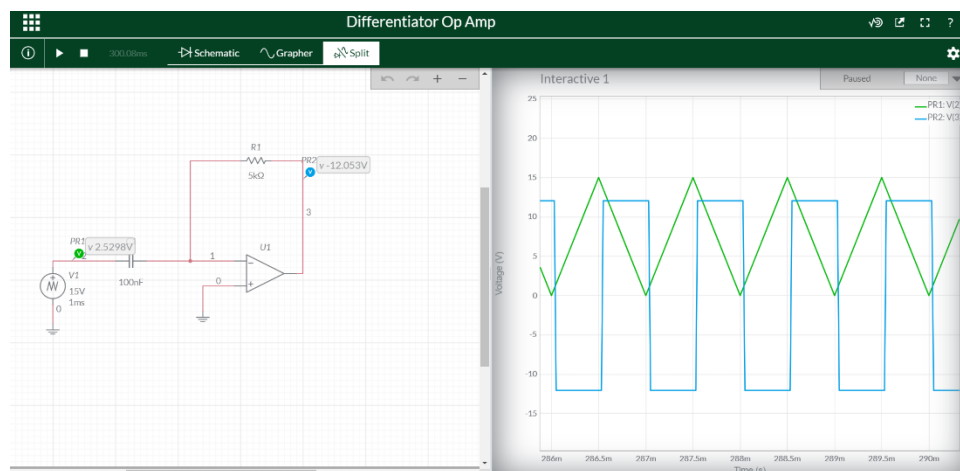 Differentiator Op Amp
?
300.08ms
Schematic
Grapher
Split
Interactive 1
Paused
None
R1
5kΩ
PR2
V
v -12.053V
3
PR1
V
v 2.5298V
1
U1
V1
15V
1ms
0
100nF
0
PR1: V(2
PR2: V(3
Voltage (V)
25
20
15
10
5
0
-5
-10
-15
286m 286.5m 287m 287.5m 288m 288.5m 289m 289.5m 290m
Time (s)